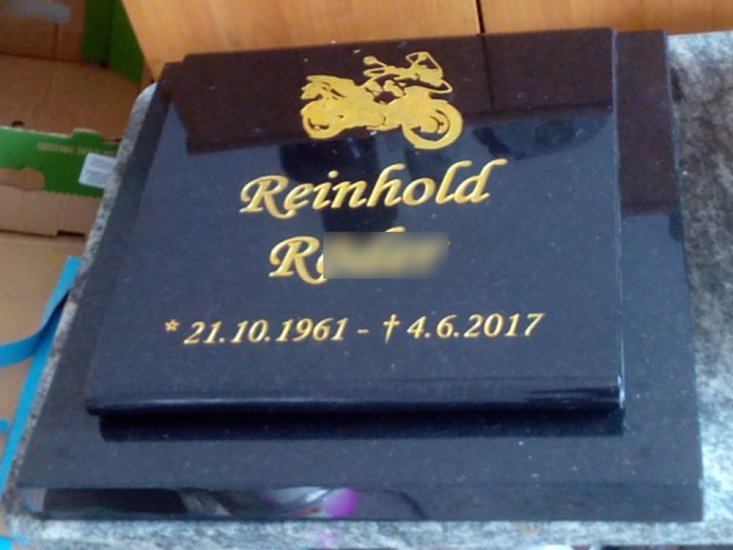 Reinhold
* 21.10.1961 - † 4.6.2017